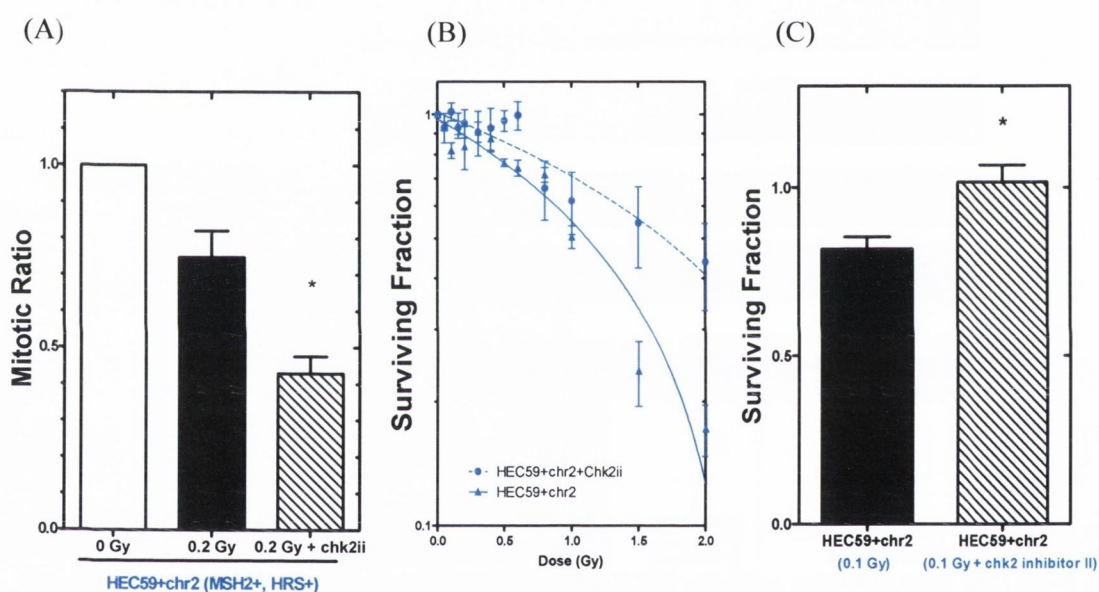 (A)
Mitotic Ratio
1.0
0.5
0.0
*
0 Gy
0.2 Gy
0.2 Gy + chk2ii
HEC59+chr2 (MSH2+, HRS+)
(B)
Surviving Fraction
1
0.1
HEC59+chr2+Chk2ii
HEC59+chr2
0.0
0.5
1.0
1.5
2.0
Dose (Gy)
(C)
Surviving Fraction
1.0
0.5
0.0
*
HEC59+chr2
(0.1 Gy)
HEC59+chr2
(0.1 Gy + chk2 inhibitor II)